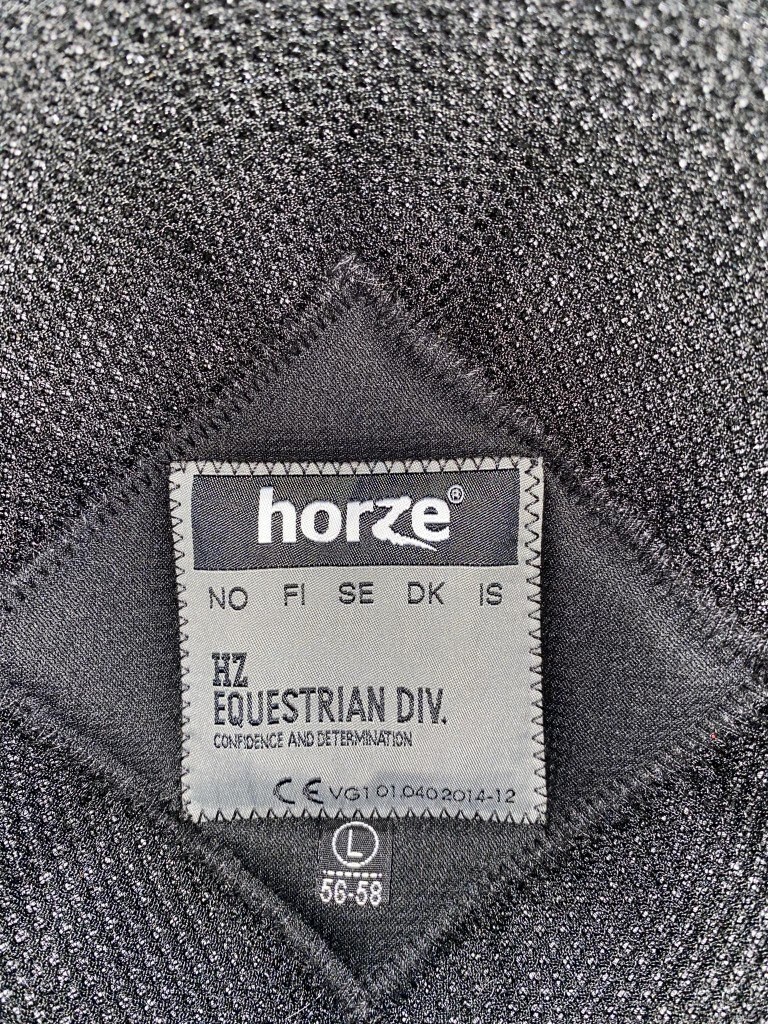 horze®
NO FI SE DK IS
HZ
EQUESTRIAN DIV.
CONFIDENCE AND DETERMINATION
CE VG1 01.040 2014-12
L
56-58